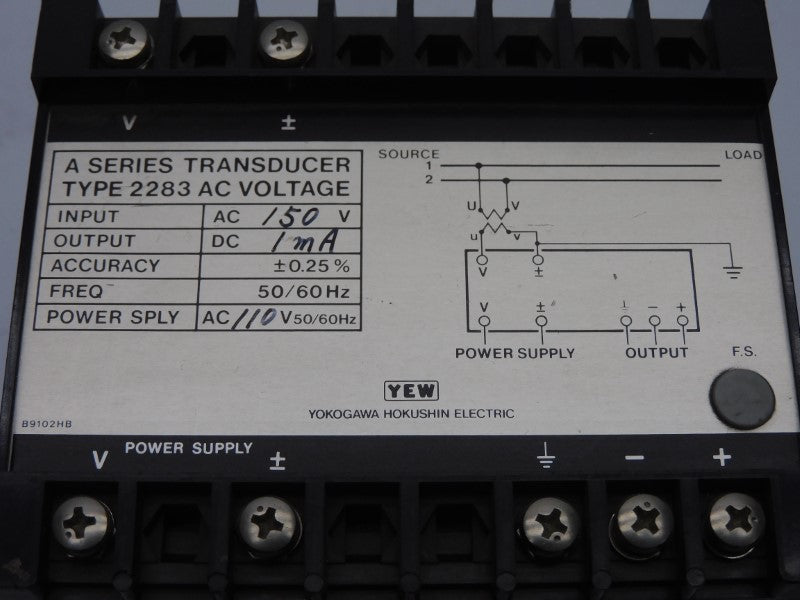 V ±
A SERIES TRANSDUCER
TYPE 2283 AC VOLTAGE
INPUT AC 150 V
OUTPUT DC 1mA
ACCURACY ±0.25%
FREQ 50/60Hz
POWER SPLY AC 110 V 50/60Hz
SOURCE LOAD
1
2
U V
u v
V ±
V ± ⏚ − +
POWER SUPPLY OUTPUT F.S.
YEW
YOKOGAWA HOKUSHIN ELECTRIC
B9102HB
V POWER SUPPLY ± ⏚ − +